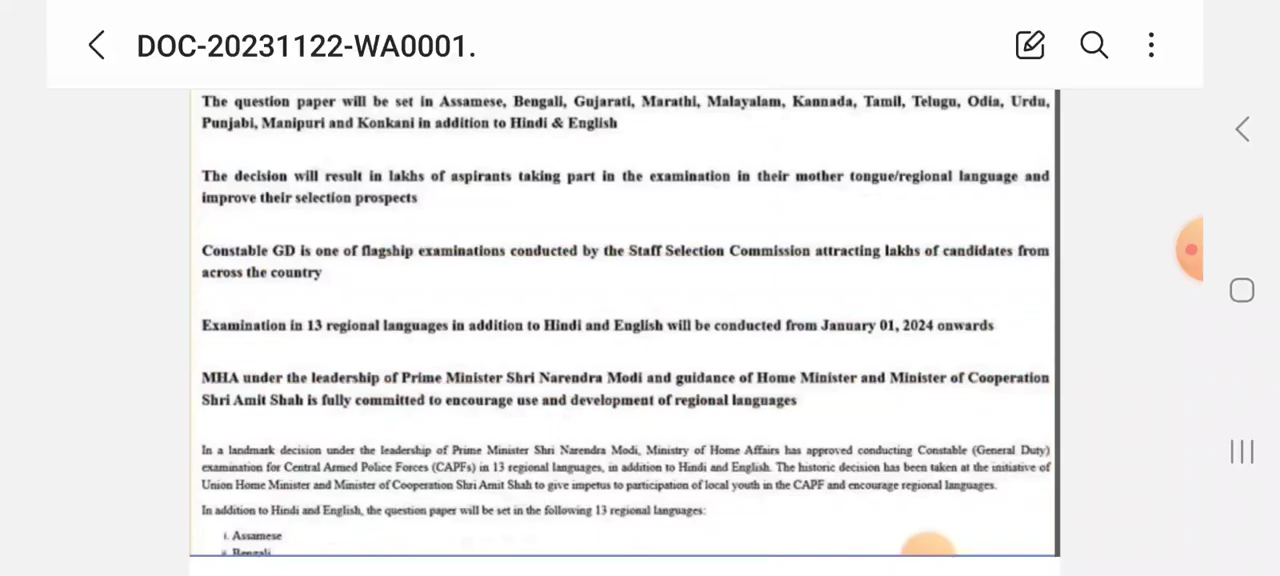 DOC-20231122-WA0001.
The question paper will be set in Assamese, Bengali, Gujarati, Marathi, Malayalam, Kannada, Tamil, Telugu, Odia, Urdu,
Punjabi, Manipuri and Konkani in addition to Hindi & English
The decision will result in lakhs of aspirants taking part in the examination in their mother tongue/regional language and
improve their selection prospects
Constable GD is one of flagship examinations conducted by the Staff Selection Commission attracting lakhs of candidates from
across the country
Examination in 13 regional languages in addition to Hindi and English will be conducted from January 01, 2024 onwards
MHA under the leadership of Prime Minister Shri Narendra Modi and guidance of Home Minister and Minister of Cooperation
Shri Amit Shah is fully committed to encourage use and development of regional languages
In a landmark decision under the leadership of Prime Minister Shri Narendra Modi, Ministry of Home Affairs has approved conducting Constable (General Duty)
examination for Central Armed Police Forces (CAPFs) in 13 regional languages, in addition to Hindi and English. The historic decision has been taken at the initiative of
Union Home Minister and Minister of Cooperation Shri Amit Shah to give impetus to participation of local youth in the CAPF and encourage regional languages.
In addition to Hindi and English, the question paper will be set in the following 13 regional languages:
i. Assamese
ii. Bengali